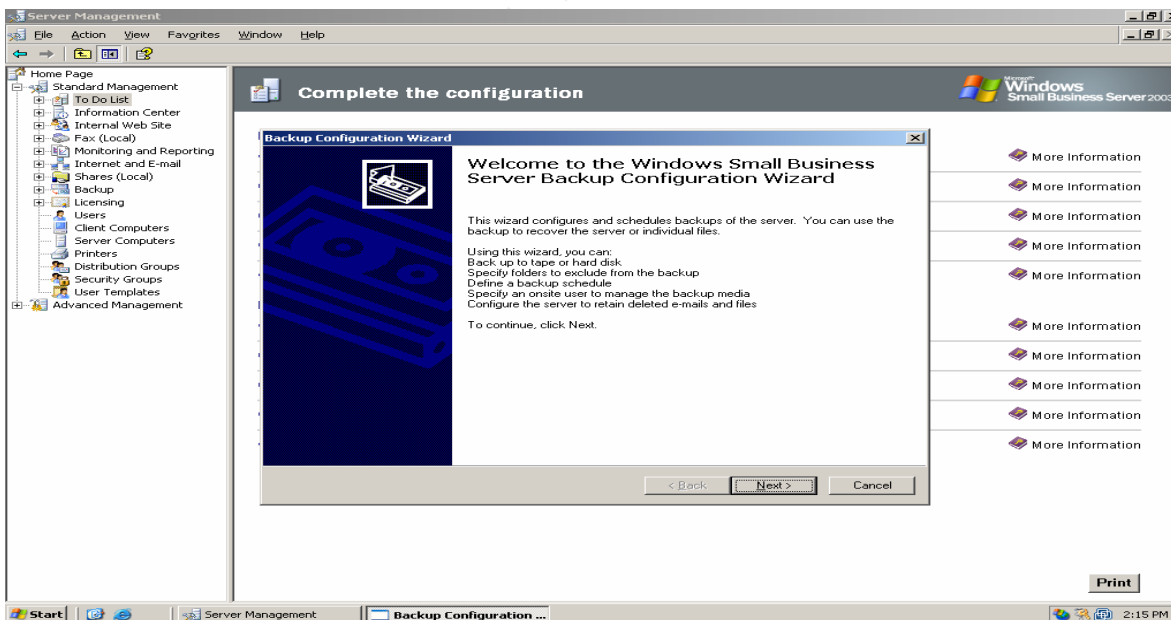 Server Management
File Action View Favorites Window Help
Home Page
Standard Management
To Do List
Information Center
Internal Web Site
Fax (Local)
Monitoring and Reporting
Internet and E-mail
Shares (Local)
Backup
Licensing
Users
Client Computers
Server Computers
Printers
Distribution Groups
Security Groups
User Templates
Advanced Management
Complete the configuration
Microsoft
Windows
Small Business Server 2003
Backup Configuration Wizard
Welcome to the Windows Small Business
Server Backup Configuration Wizard
This wizard configures and schedules backups of the server. You can use the
backup to recover the server or individual files.
Using this wizard, you can:
Back up to tape or hard disk
Specify folders to exclude from the backup
Define a backup schedule
Specify an onsite user to manage the backup media
Configure the server to retain deleted e-mails and files
To continue, click Next.
< Back Next > Cancel
More Information
More Information
More Information
More Information
More Information
More Information
More Information
More Information
More Information
More Information
Print
Start Server Management Backup Configuration ... 2:15 PM